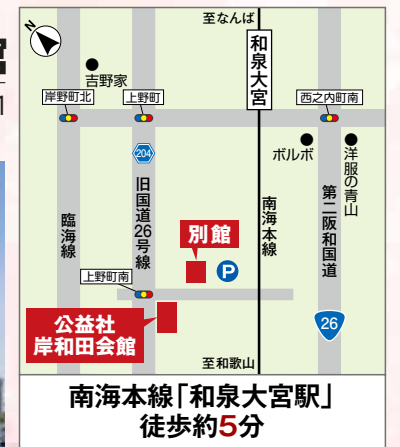 至なんば
N
和泉大宮
吉野家
岸野町北
上野町
西之内町南
204
ボルボ
洋服の青山
臨海線
旧国道26号線
南海本線
第二阪和国道
別館
P
上野町南
26
公益社
岸和田会館
至和歌山
南海本線「和泉大宮駅」
徒歩約5分